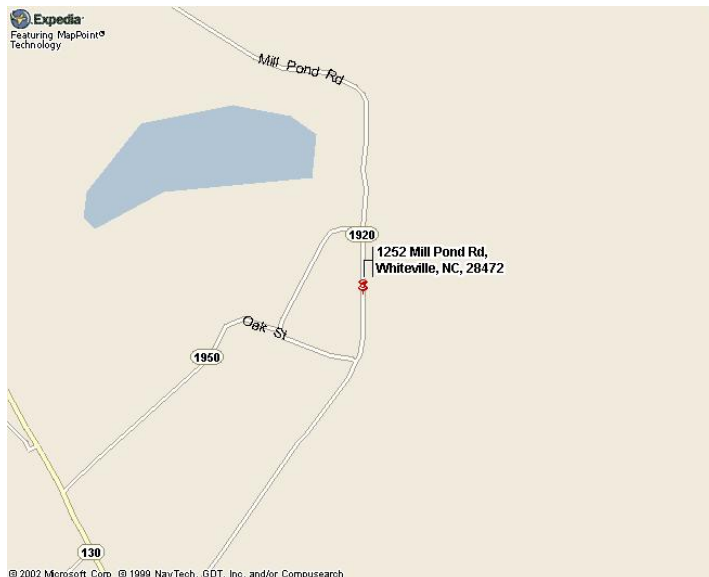 Expedia
Featuring MapPoint®
Technology
Mill Pond Rd
1920
1252 Mill Pond Rd,
Whiteville, NC, 28472
Oak St
1950
130
© 2002 Microsoft Corp © 1999 NavTech, GDT, Inc. and/or Compusearch